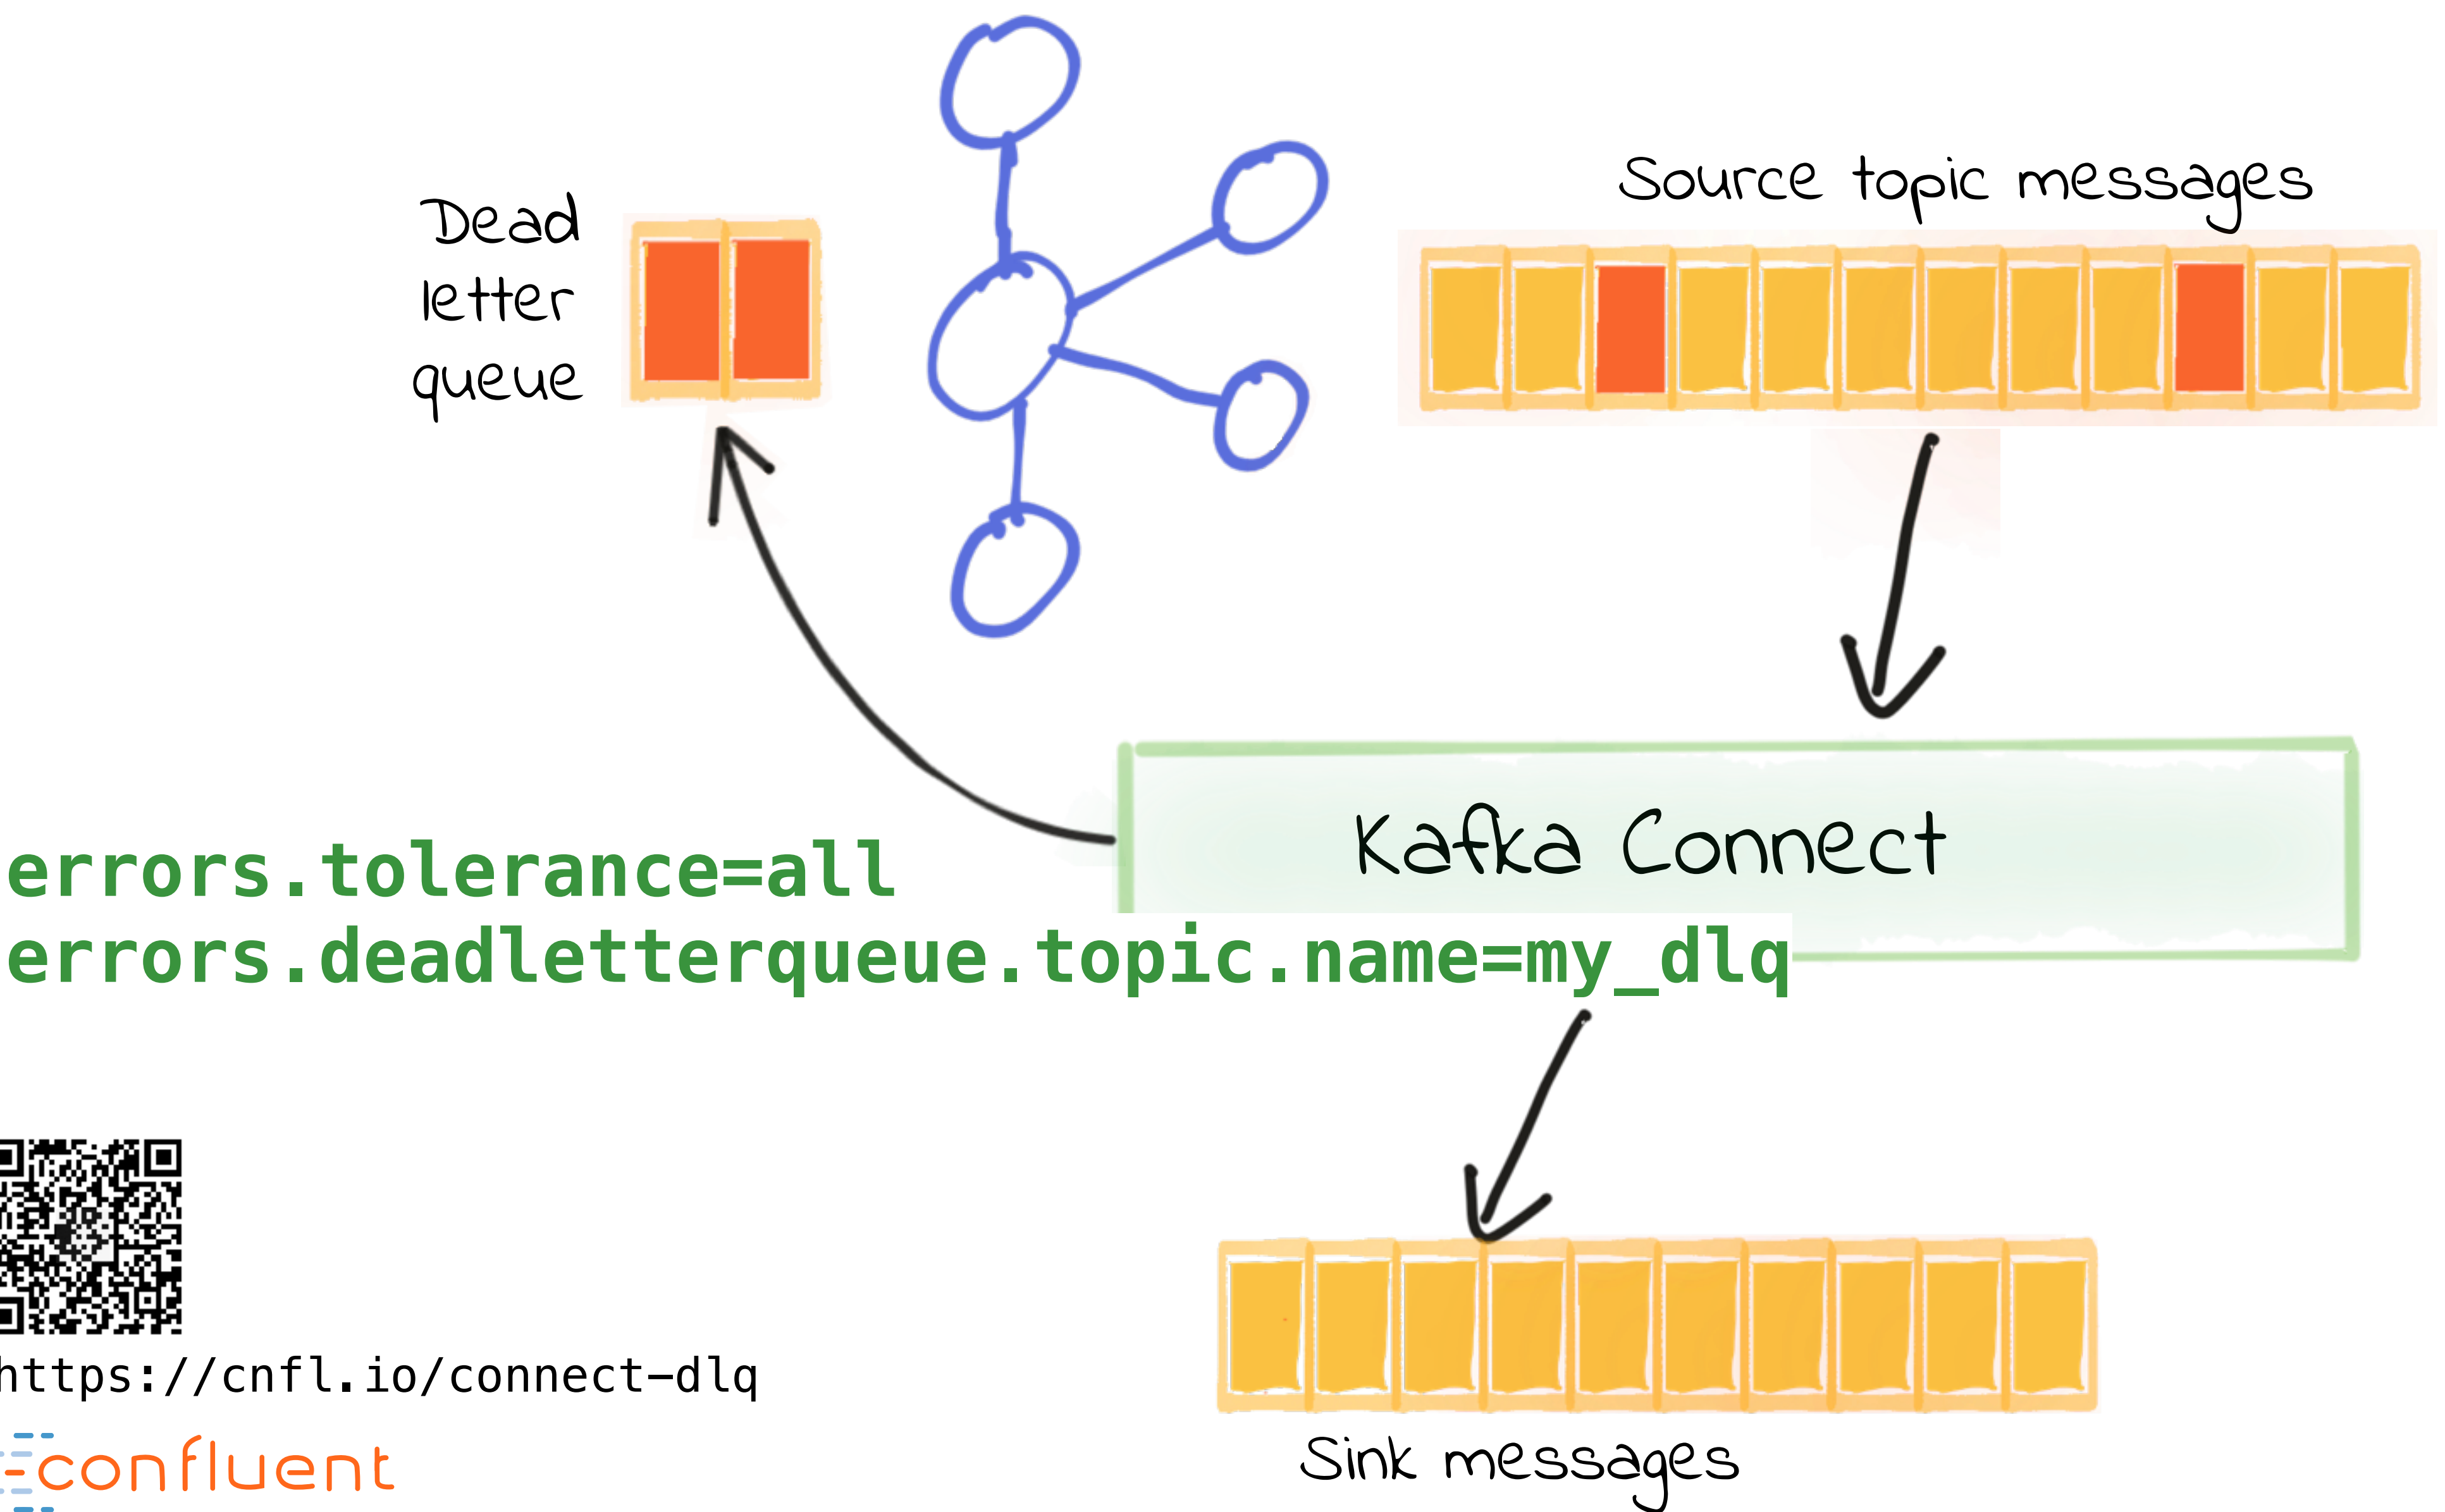 Source topic messages
Dead
letter
queue
Kafka Connect
errors.tolerance=all
errors.deadletterqueue.topic.name=my_dlq
https://cnfl.io/connect-dlq
Sink messages
confluent